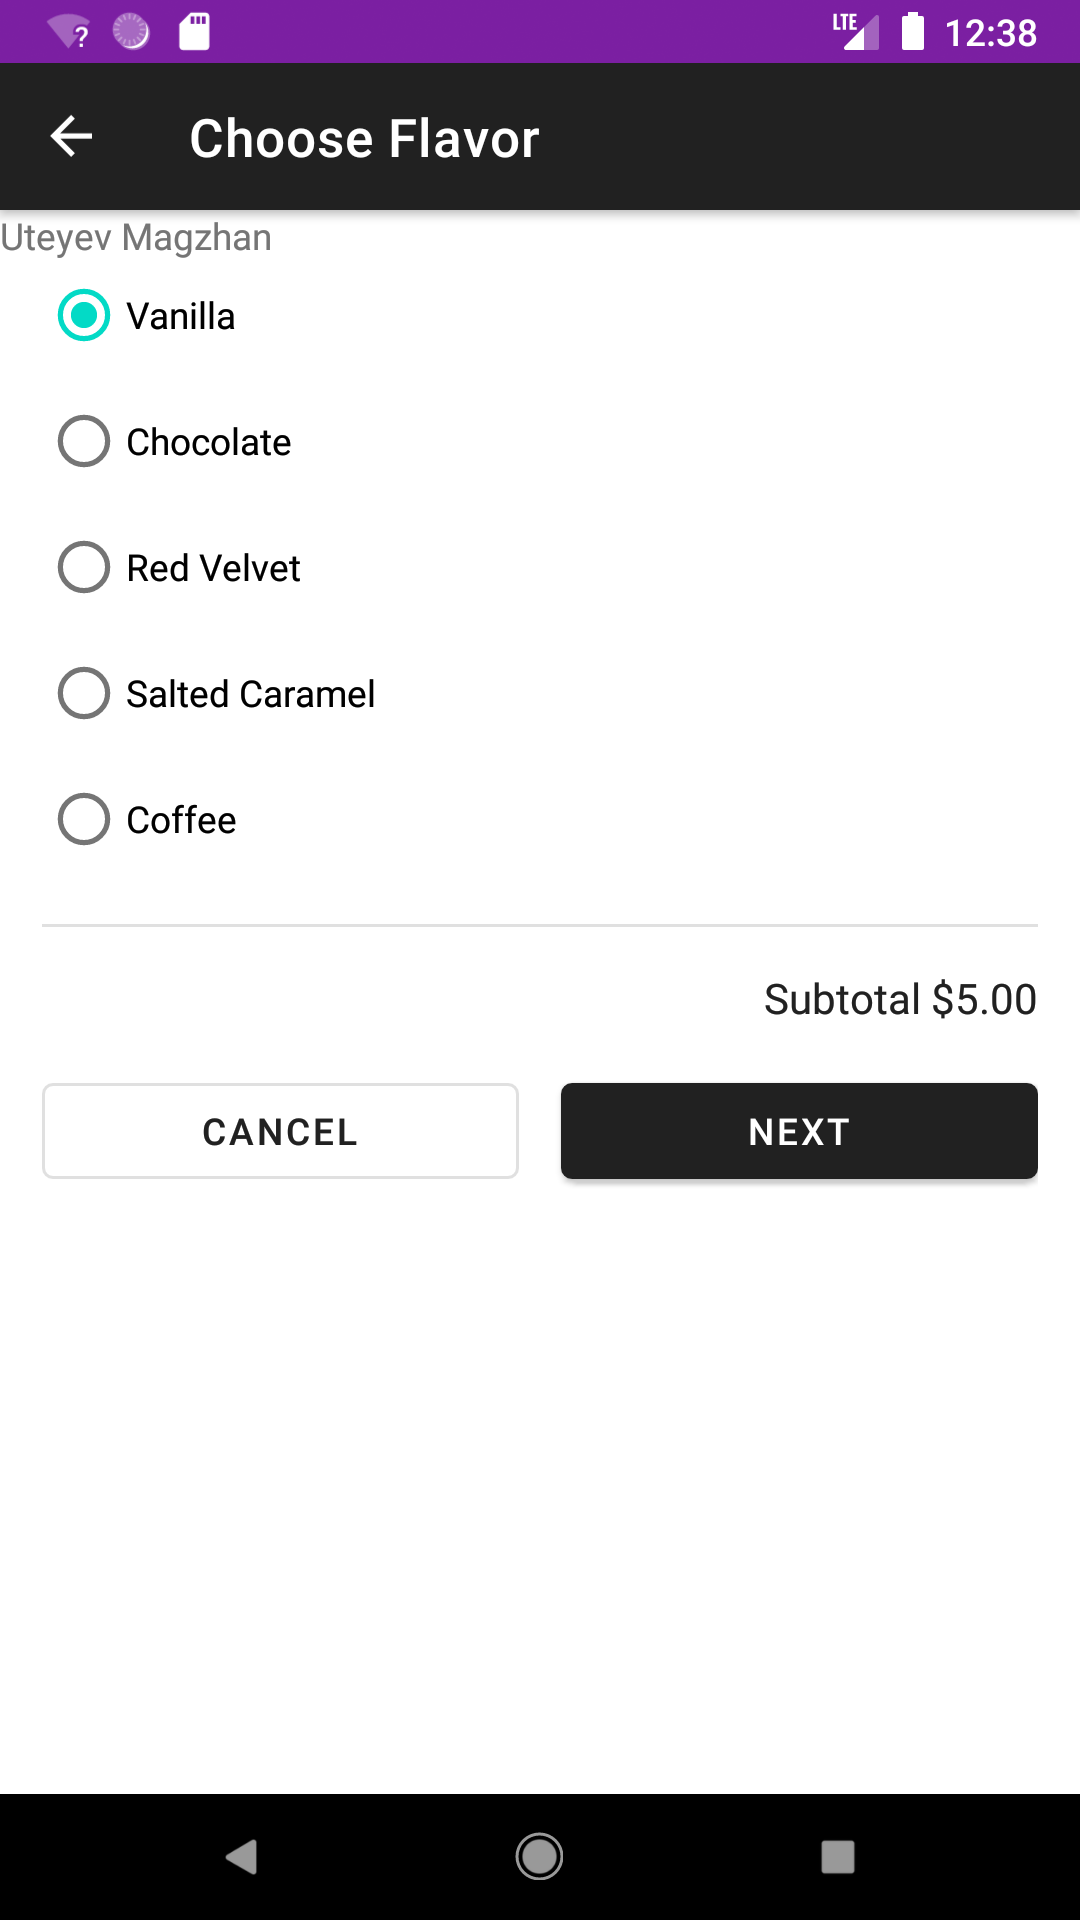 LTE 12:38
Choose Flavor
Uteyev Magzhan
Vanilla
Chocolate
Red Velvet
Salted Caramel
Coffee
Subtotal $5.00
CANCEL NEXT